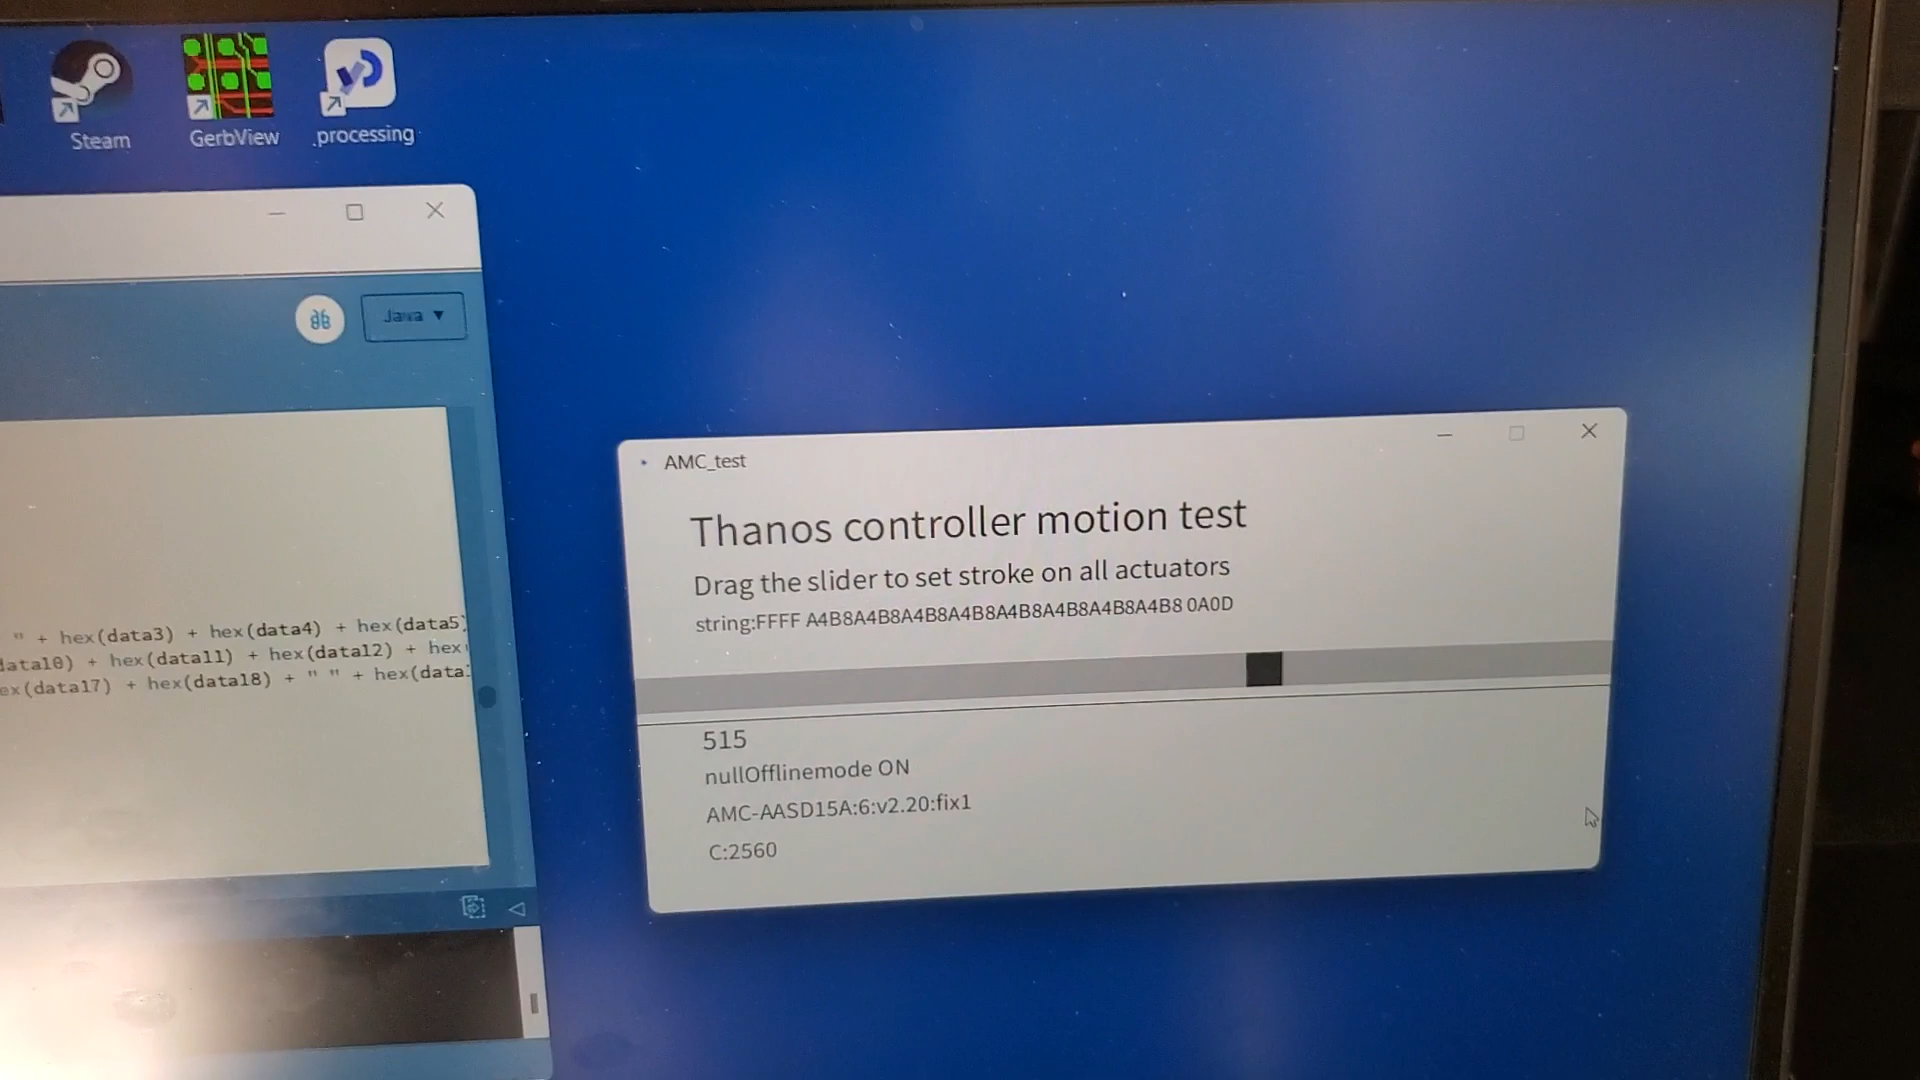 Steam
GerbView
.processing
Java ▼
" + hex(data3) + hex(data4) + hex(data5)
data10) + hex(data11) + hex(data12) + hex
ex(data17) + hex(data18) + " " + hex(data
AMC_test
Thanos controller motion test
Drag the slider to set stroke on all actuators
string:FFFF A4B8A4B8A4B8A4B8A4B8A4B8A4B8A4B8 0A0D
515
nullOfflinemode ON
AMC-AASD15A:6:v2.20:fix1
C:2560